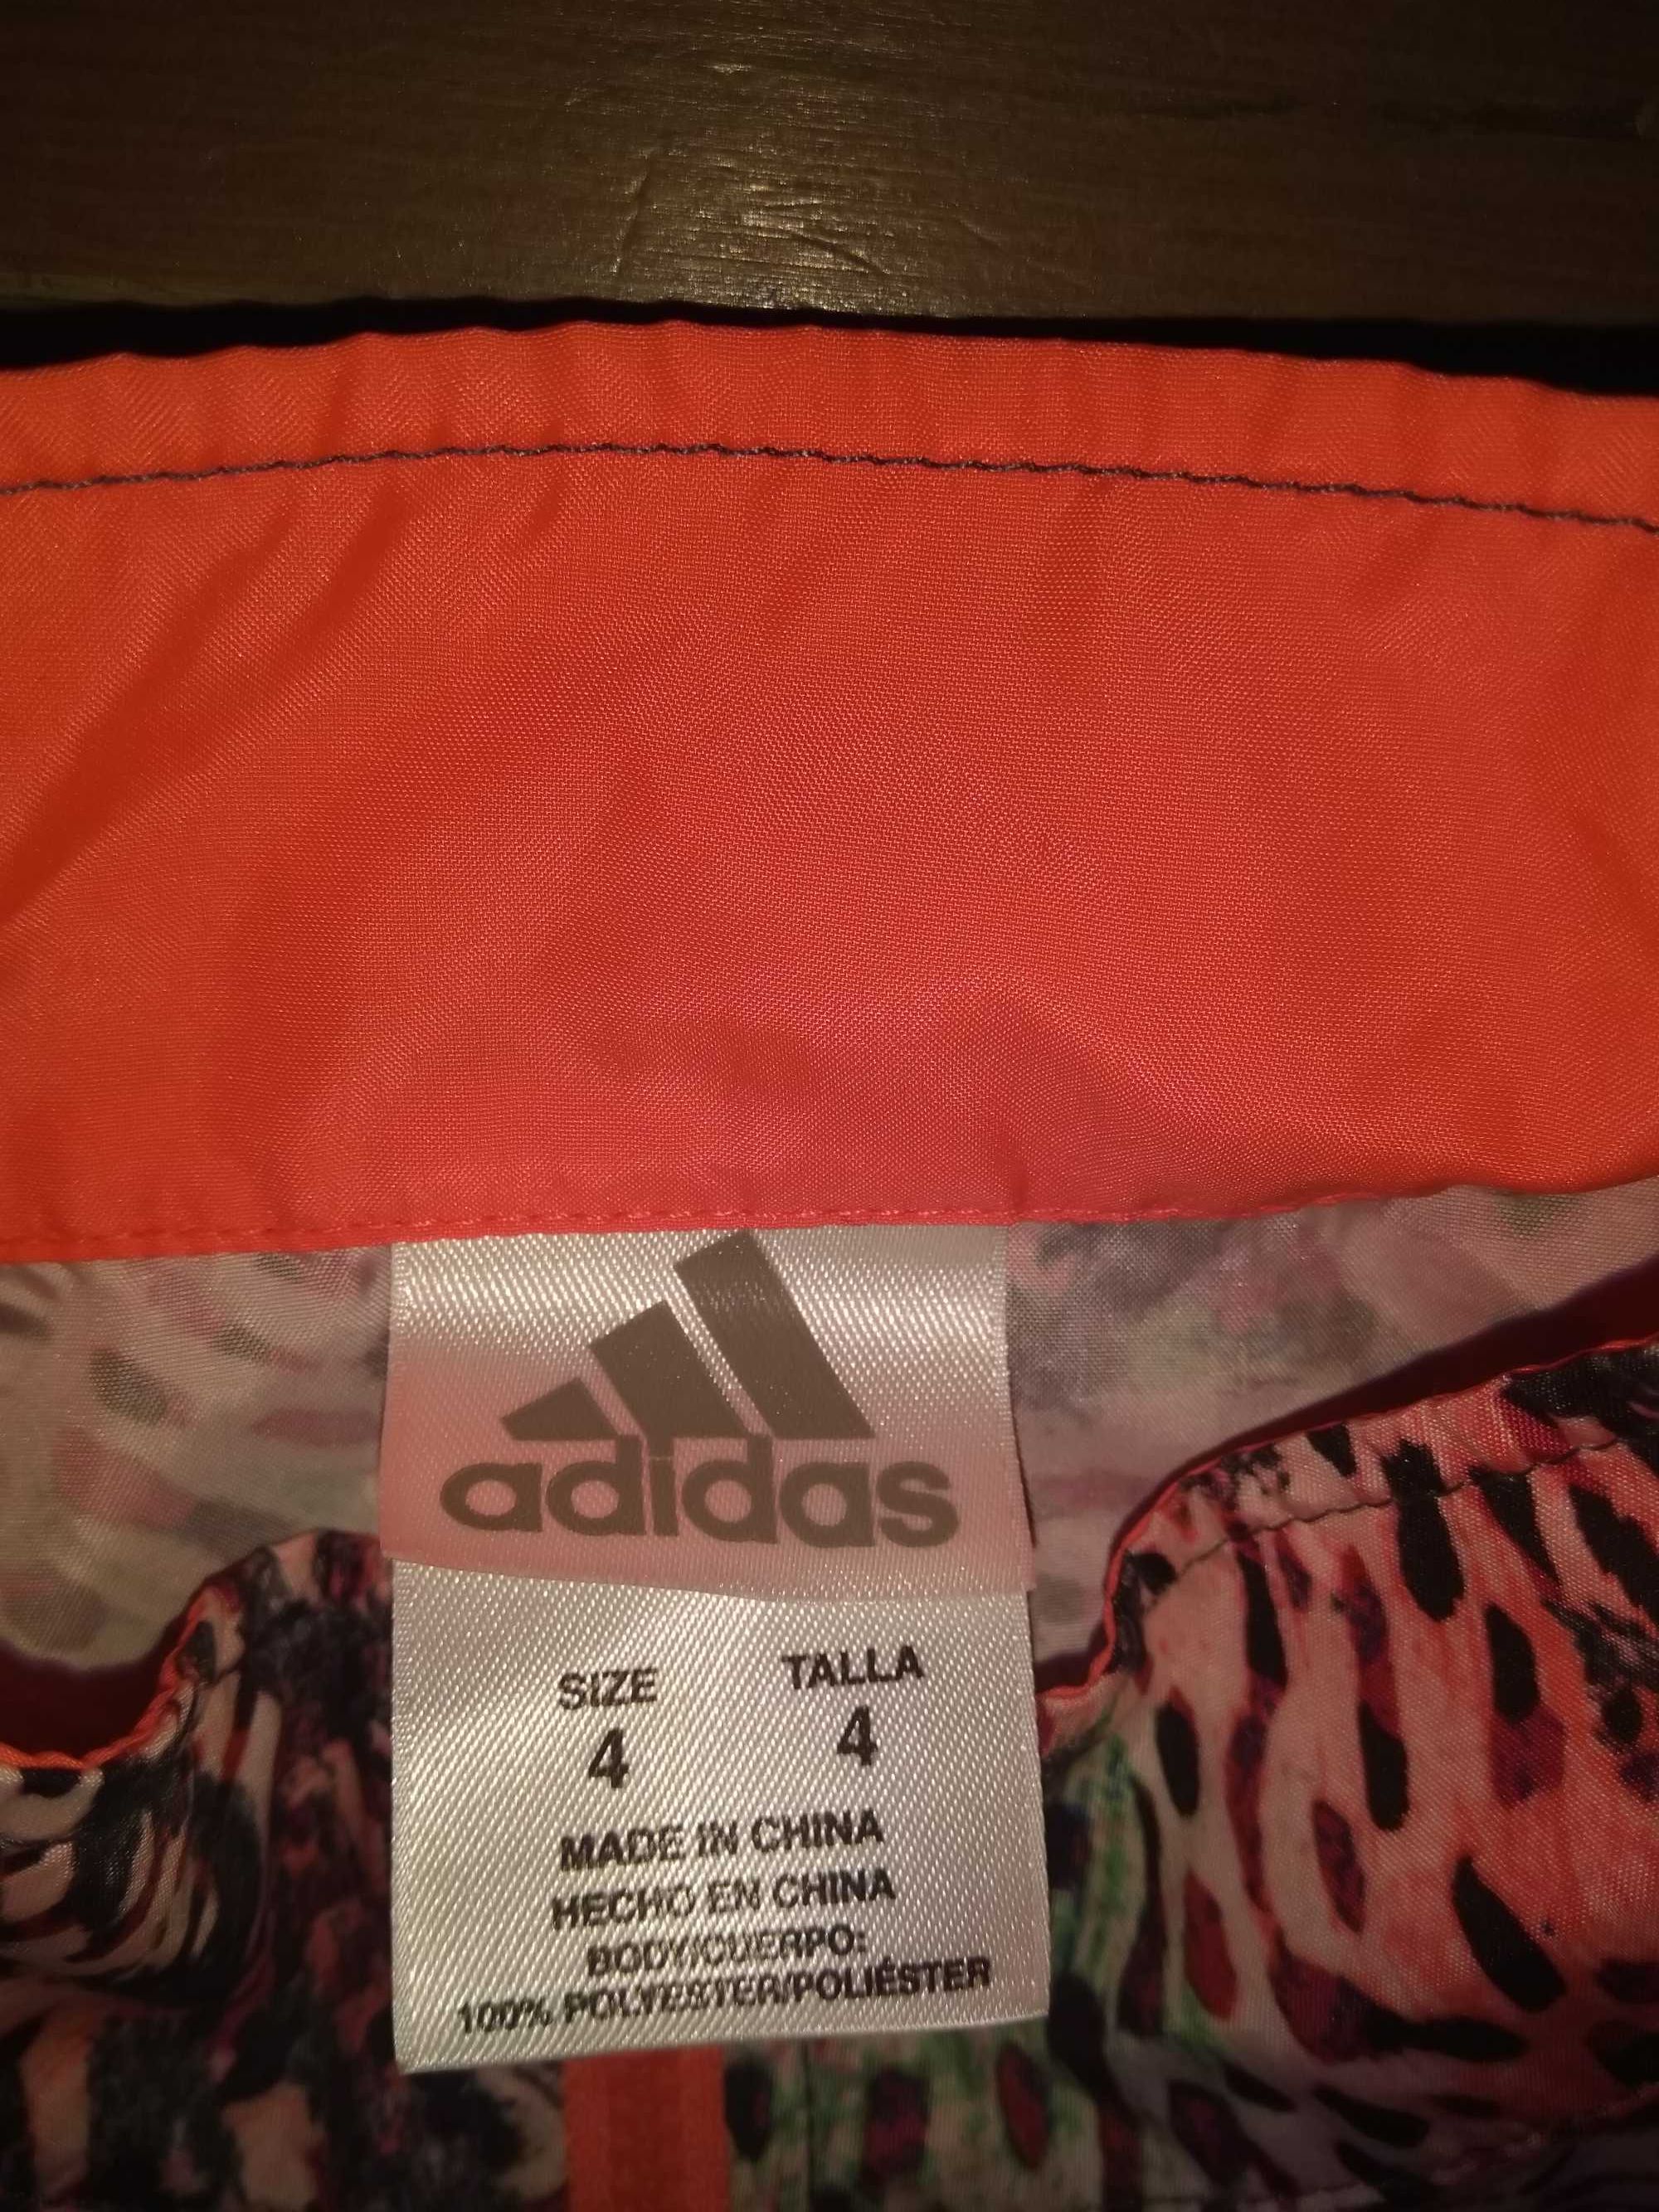 adidas
SIZE TALLA
4 4
MADE IN CHINA
HECHO EN CHINA
BODY/CUERPO:
100% POLYESTER/POLIÉSTER